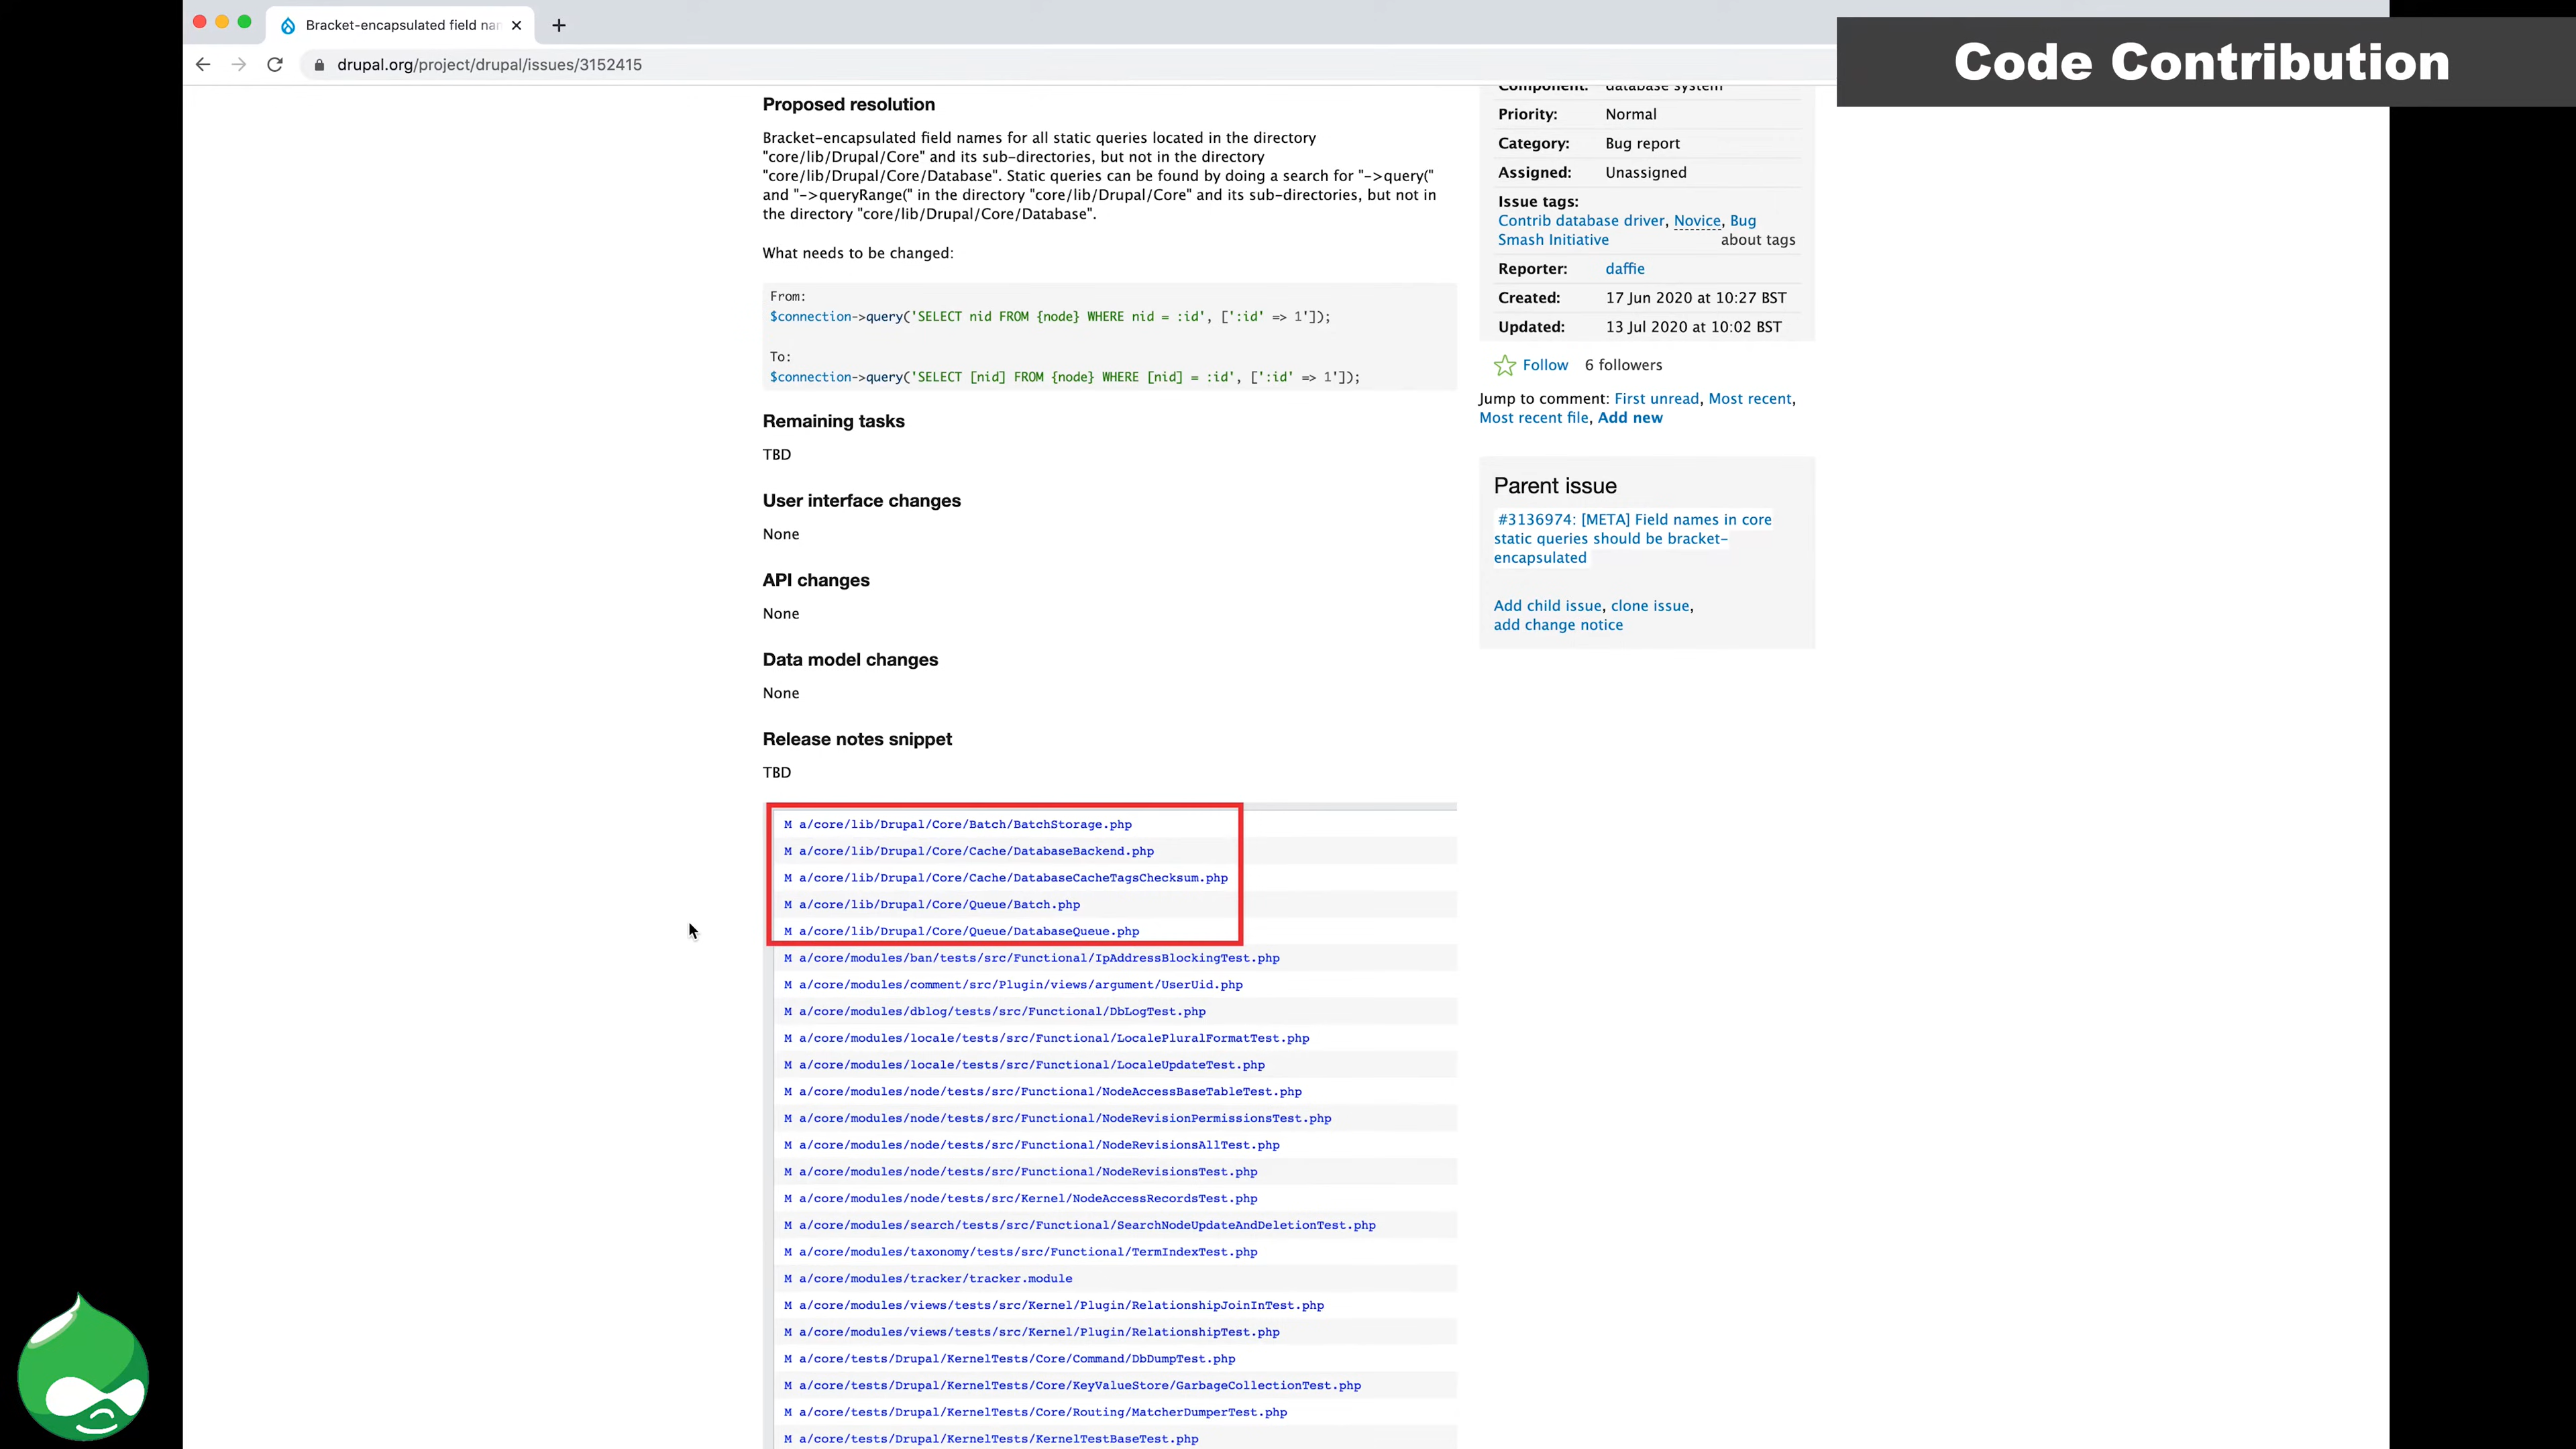 Bracket-encapsulated field nam
drupal.org/project/drupal/issues/3152415
Code Contribution
Proposed resolution
Bracket-encapsulated field names for all static queries located in the directory
"core/lib/Drupal/Core" and its sub-directories, but not in the directory
"core/lib/Drupal/Core/Database". Static queries can be found by doing a search for "->query("
and "->queryRange(" in the directory "core/lib/Drupal/Core" and its sub-directories, but not in
the directory "core/lib/Drupal/Core/Database".
What needs to be changed:
From:
$connection->query('SELECT nid FROM {node} WHERE nid = :id', [':id' => 1']);
To:
$connection->query('SELECT [nid] FROM {node} WHERE [nid] = :id', [':id' => 1']);
Remaining tasks
TBD
User interface changes
None
API changes
None
Data model changes
None
Release notes snippet
TBD
M a/core/lib/Drupal/Core/Batch/BatchStorage.php
M a/core/lib/Drupal/Core/Cache/DatabaseBackend.php
M a/core/lib/Drupal/Core/Cache/DatabaseCacheTagsChecksum.php
M a/core/lib/Drupal/Core/Queue/Batch.php
M a/core/lib/Drupal/Core/Queue/DatabaseQueue.php
M a/core/modules/ban/tests/src/Functional/IpAddressBlockingTest.php
M a/core/modules/comment/src/Plugin/views/argument/UserUid.php
M a/core/modules/dblog/tests/src/Functional/DbLogTest.php
M a/core/modules/locale/tests/src/Functional/LocalePluralFormatTest.php
M a/core/modules/locale/tests/src/Functional/LocaleUpdateTest.php
M a/core/modules/node/tests/src/Functional/NodeAccessBaseTableTest.php
M a/core/modules/node/tests/src/Functional/NodeRevisionPermissionsTest.php
M a/core/modules/node/tests/src/Functional/NodeRevisionsAllTest.php
M a/core/modules/node/tests/src/Functional/NodeRevisionsTest.php
M a/core/modules/node/tests/src/Kernel/NodeAccessRecordsTest.php
M a/core/modules/search/tests/src/Functional/SearchNodeUpdateAndDeletionTest.php
M a/core/modules/taxonomy/tests/src/Functional/TermIndexTest.php
M a/core/modules/tracker/tracker.module
M a/core/modules/views/tests/src/Kernel/Plugin/RelationshipJoinInTest.php
M a/core/modules/views/tests/src/Kernel/Plugin/RelationshipTest.php
M a/core/tests/Drupal/KernelTests/Core/Command/DbDumpTest.php
M a/core/tests/Drupal/KernelTests/Core/KeyValueStore/GarbageCollectionTest.php
M a/core/tests/Drupal/KernelTests/Core/Routing/MatcherDumperTest.php
M a/core/tests/Drupal/KernelTests/KernelTestBaseTest.php
Component: database system
Priority: Normal
Category: Bug report
Assigned: Unassigned
Issue tags:
Contrib database driver, Novice, Bug
Smash Initiative about tags
Reporter: daffie
Created: 17 Jun 2020 at 10:27 BST
Updated: 13 Jul 2020 at 10:02 BST
Follow 6 followers
Jump to comment: First unread, Most recent,
Most recent file, Add new
Parent issue
#3136974: [META] Field names in core
static queries should be bracket-
encapsulated
Add child issue, clone issue,
add change notice